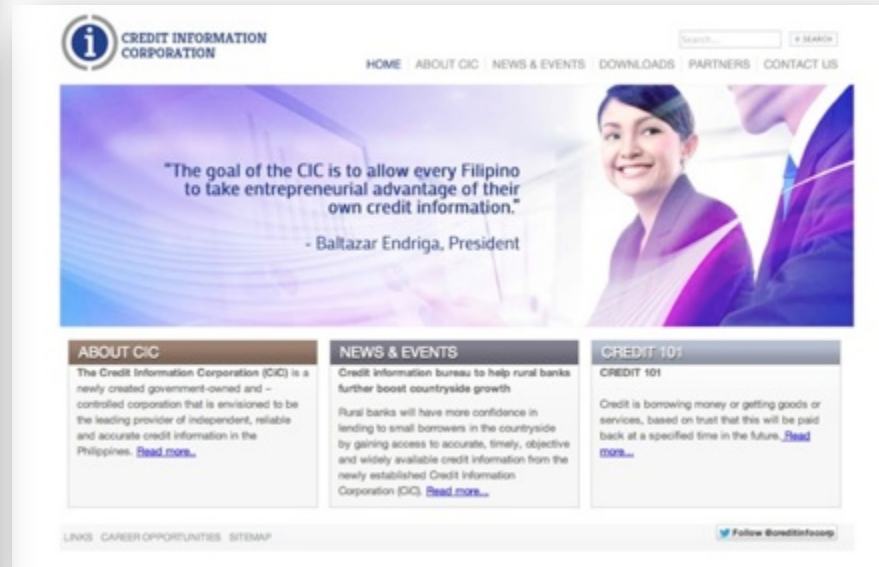 CREDIT INFORMATION
CORPORATION
Search...
SEARCH
HOME ABOUT CIC NEWS & EVENTS DOWNLOADS PARTNERS CONTACT US
"The goal of the CIC is to allow every Filipino
to take entrepreneurial advantage of their
own credit information."
- Baltazar Endriga, President
ABOUT CIC
The Credit Information Corporation (CIC) is a
newly created government-owned and –
controlled corporation that is envisioned to be
the leading provider of independent, reliable
and accurate credit information in the
Philippines. Read more..
NEWS & EVENTS
Credit information bureau to help rural banks
further boost countryside growth
Rural banks will have more confidence in
lending to small borrowers in the countryside
by gaining access to accurate, timely, objective
and widely available credit information from the
newly established Credit Information
Corporation (CIC). Read more...
CREDIT 101
CREDIT 101
Credit is borrowing money or getting goods or
services, based on trust that this will be paid
back at a specified time in the future. Read
more...
LINKS CAREER OPPORTUNITIES SITEMAP
Follow @creditinfocorp